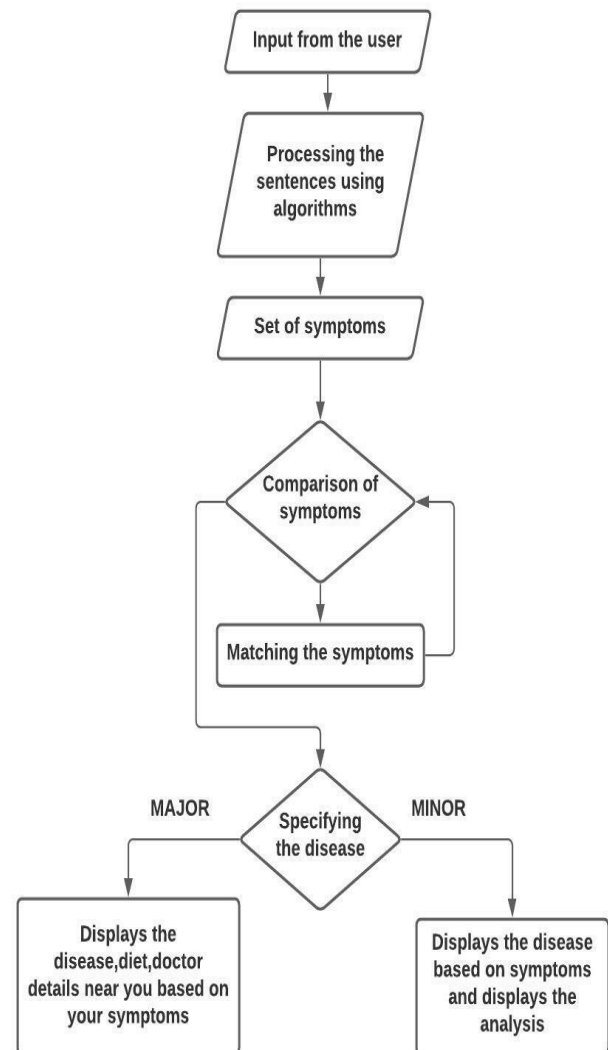 Input from the user
Processing the
sentences using
algorithms
Set of symptoms
Comparison of
symptoms
Matching the symptoms
MAJOR
MINOR
Specifying
the disease
Displays the
disease,diet,doctor
details near you based on
your symptoms
Displays the disease
based on symptoms
and displays the
analysis